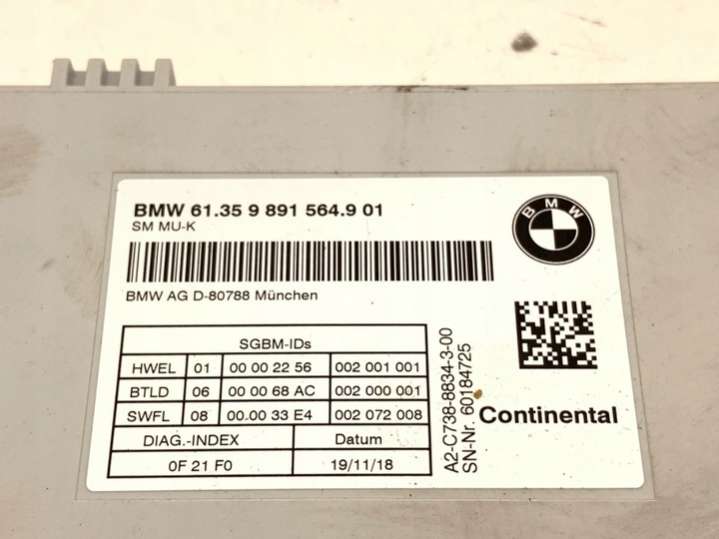 BMW 61.35 9 891 564.9 01
SM MU-K
BMW
BMW AG D-80788 München
SGBM-IDs
HWEL 01 00 00 22 56 002 001 001
BTLD 06 00 00 68 AC 002 000 001
SWFL 08 00.00 33 E4 002 072 008
DIAG.-INDEX Datum
0F 21 F0 19/11/18
A2-C738-8834-3-00
SN-Nr. 60184725
Continental